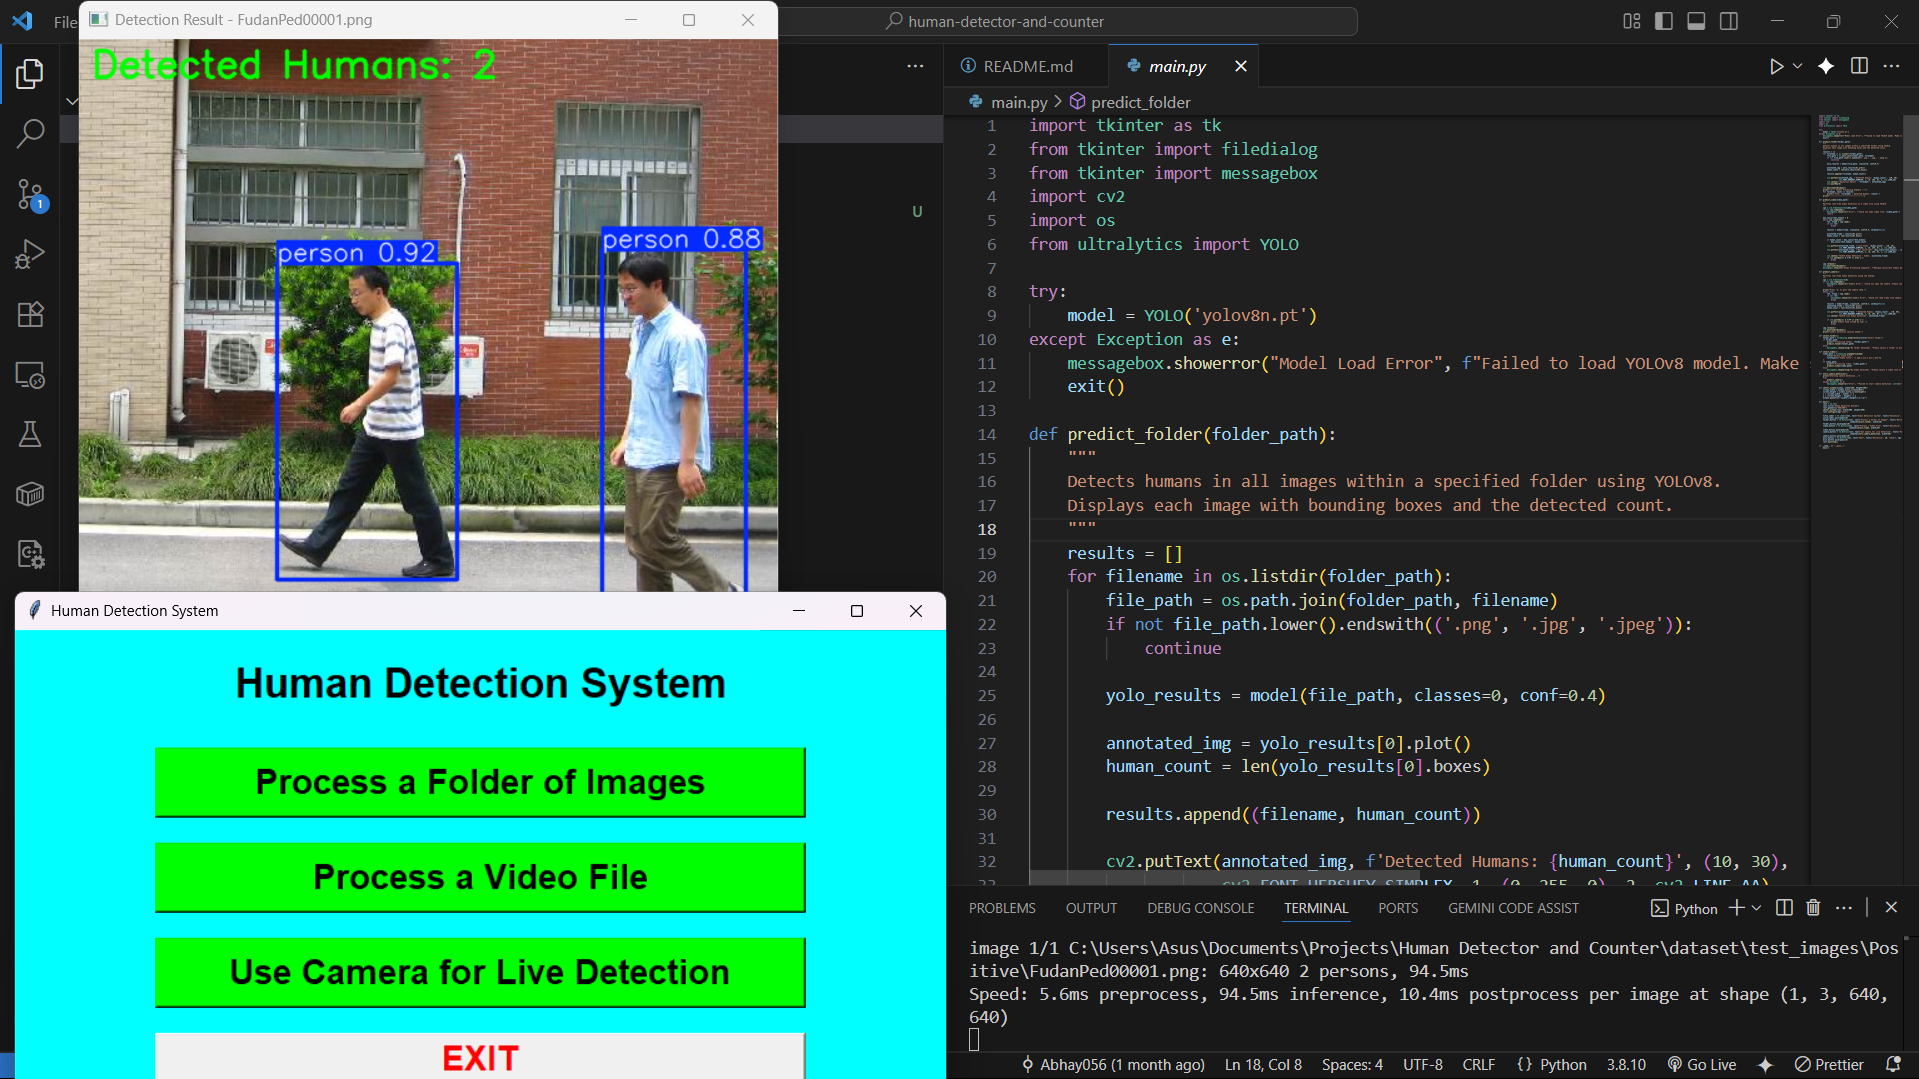 File
human-detector-and-counter
Detection Result - FudanPed00001.png
Detected Humans: 2
person 0.92
person 0.88
U
1
README.md
main.py
main.py > predict_folder
1 import tkinter as tk
2 from tkinter import filedialog
3 from tkinter import messagebox
4 import cv2
5 import os
6 from ultralytics import YOLO
7
8 try:
9 model = YOLO('yolov8n.pt')
10 except Exception as e:
11 messagebox.showerror("Model Load Error", f"Failed to load YOLOv8 model. Make
12 exit()
13
14 def predict_folder(folder_path):
15 """
16 Detects humans in all images within a specified folder using YOLOv8.
17 Displays each image with bounding boxes and the detected count.
18 """
19 results = []
20 for filename in os.listdir(folder_path):
21 file_path = os.path.join(folder_path, filename)
22 if not file_path.lower().endswith(('.png', '.jpg', '.jpeg')):
23 continue
24
25 yolo_results = model(file_path, classes=0, conf=0.4)
26
27 annotated_img = yolo_results[0].plot()
28 human_count = len(yolo_results[0].boxes)
29
30 results.append((filename, human_count))
31
32 cv2.putText(annotated_img, f'Detected Humans: {human_count}', (10, 30),
33 cv2.FONT_HERSHEY_SIMPLEX, 1, (0, 255, 0), 2, cv2.LINE_AA)
Human Detection System
Human Detection System
Process a Folder of Images
Process a Video File
Use Camera for Live Detection
EXIT
PROBLEMS OUTPUT DEBUG CONSOLE TERMINAL PORTS GEMINI CODE ASSIST
Python
image 1/1 C:\Users\Asus\Documents\Projects\Human Detector and Counter\dataset\test_images\Pos
itive\FudanPed00001.png: 640x640 2 persons, 94.5ms
Speed: 5.6ms preprocess, 94.5ms inference, 10.4ms postprocess per image at shape (1, 3, 640,
640)
Abhay056 (1 month ago) Ln 18, Col 8 Spaces: 4 UTF-8 CRLF {} Python 3.8.10 Go Live Prettier